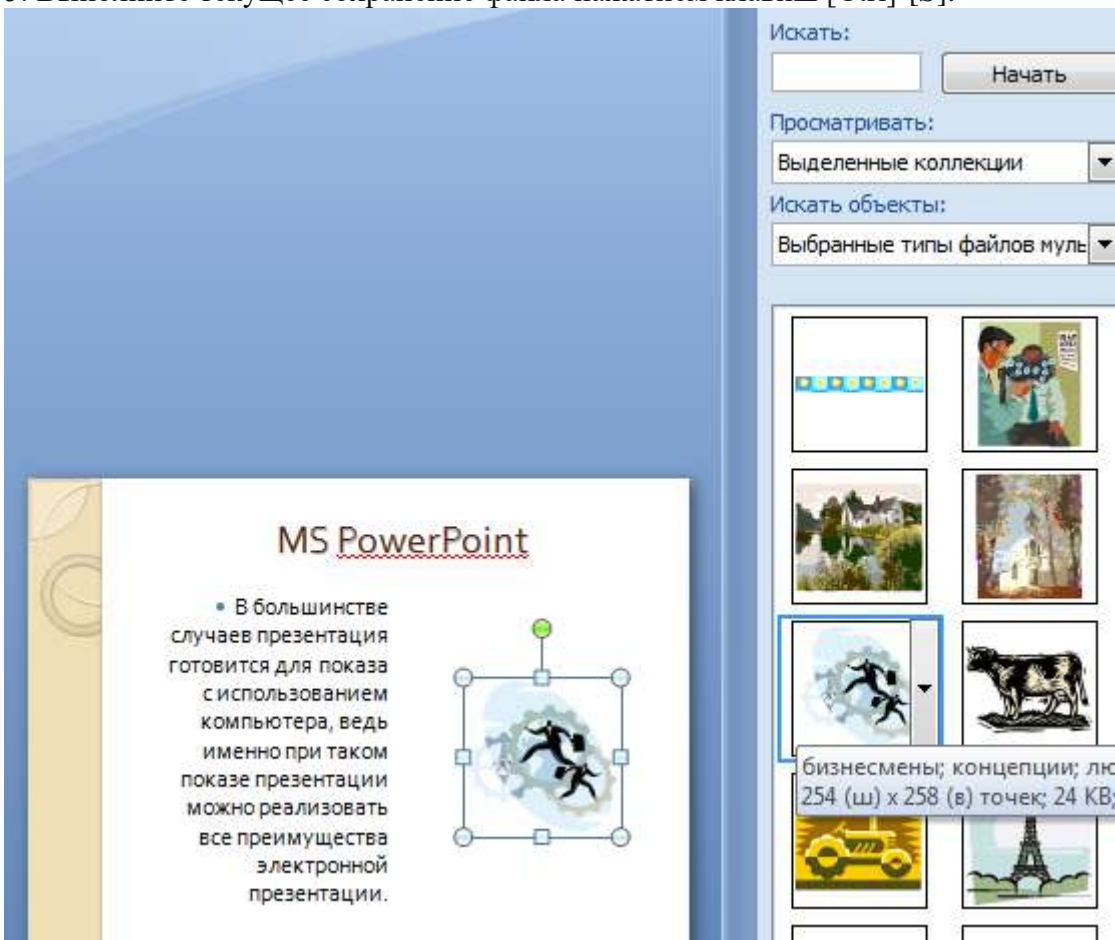 Искать:
Начать
Просматривать:
Выделенные коллекции
Искать объекты:
Выбранные типы файлов муль
MS PowerPoint
• В большинстве
случаев презентация
готовится для показа
с использованием
компьютера, ведь
именно при таком
показе презентации
можно реализовать
все преимущества
электронной
презентации.
бизнесмены; концепции; лю
254 (ш) x 258 (в) точек; 24 KB;